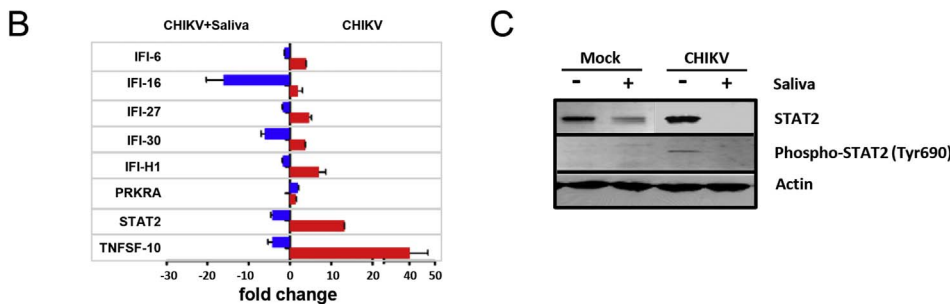 B
CHIKV+Saliva CHIKV
IFI-6
IFI-16
IFI-27
IFI-30
IFI-H1
PRKRA
STAT2
TNFSF-10
-30 -20 -10 0 10 20 40 50
fold change
C
Mock CHIKV
- + - + Saliva
STAT2
Phospho-STAT2 (Tyr690)
Actin